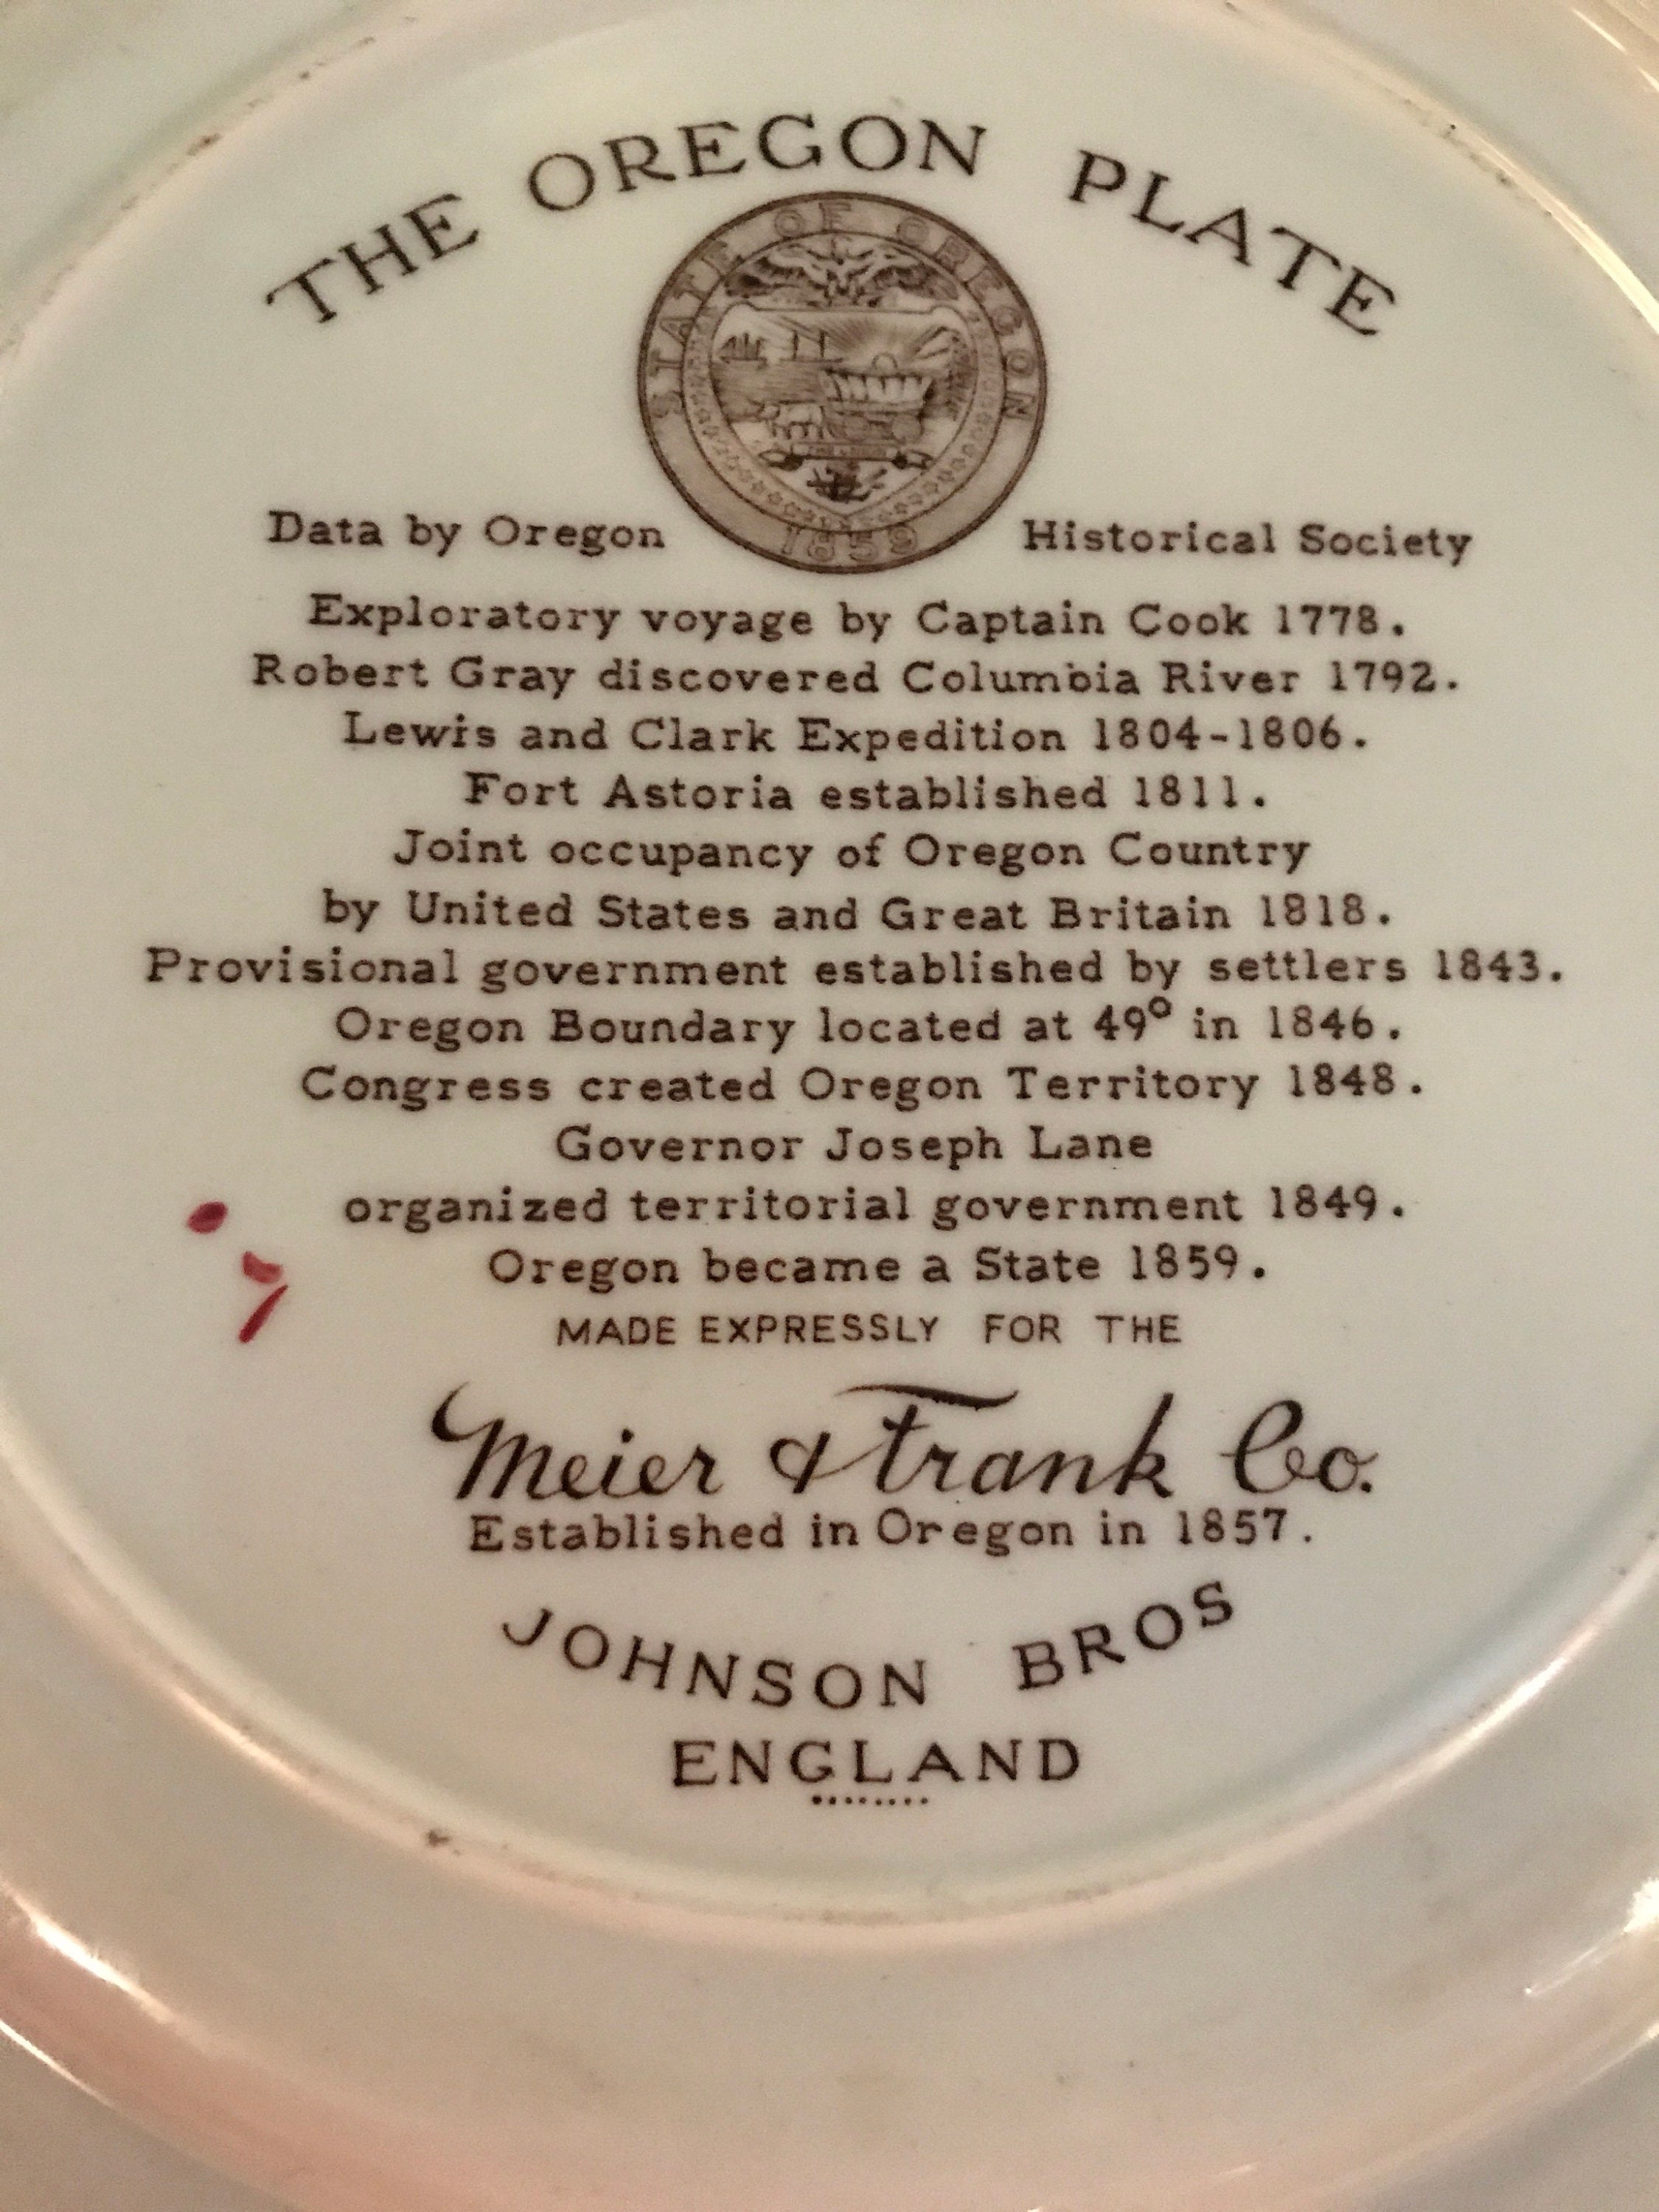 THE OREGON PLATE
STATE OF OREGON
1859
Data by Oregon Historical Society
Exploratory voyage by Captain Cook 1778.
Robert Gray discovered Columbia River 1792.
Lewis and Clark Expedition 1804-1806.
Fort Astoria established 1811.
Joint occupancy of Oregon Country
by United States and Great Britain 1818.
Provisional government established by settlers 1843.
Oregon Boundary located at 49° in 1846.
Congress created Oregon Territory 1848.
Governor Joseph Lane
organized territorial government 1849.
Oregon became a State 1859.
MADE EXPRESSLY FOR THE
Meier & Frank Co.
Established in Oregon in 1857.
JOHNSON BROS
ENGLAND